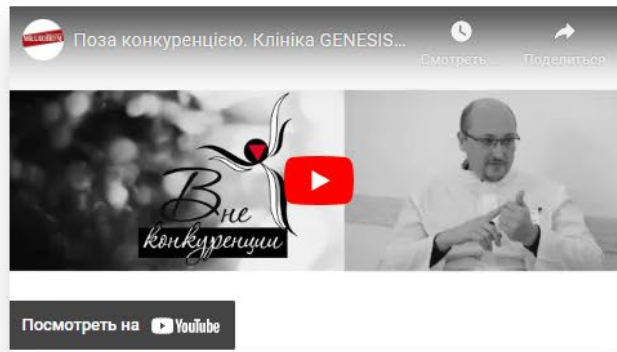 Поза конкуренцією. Клініка GENESIS...
Смотреть...
Поделиться
Вне
конкуренции
Посмотреть на YouTube